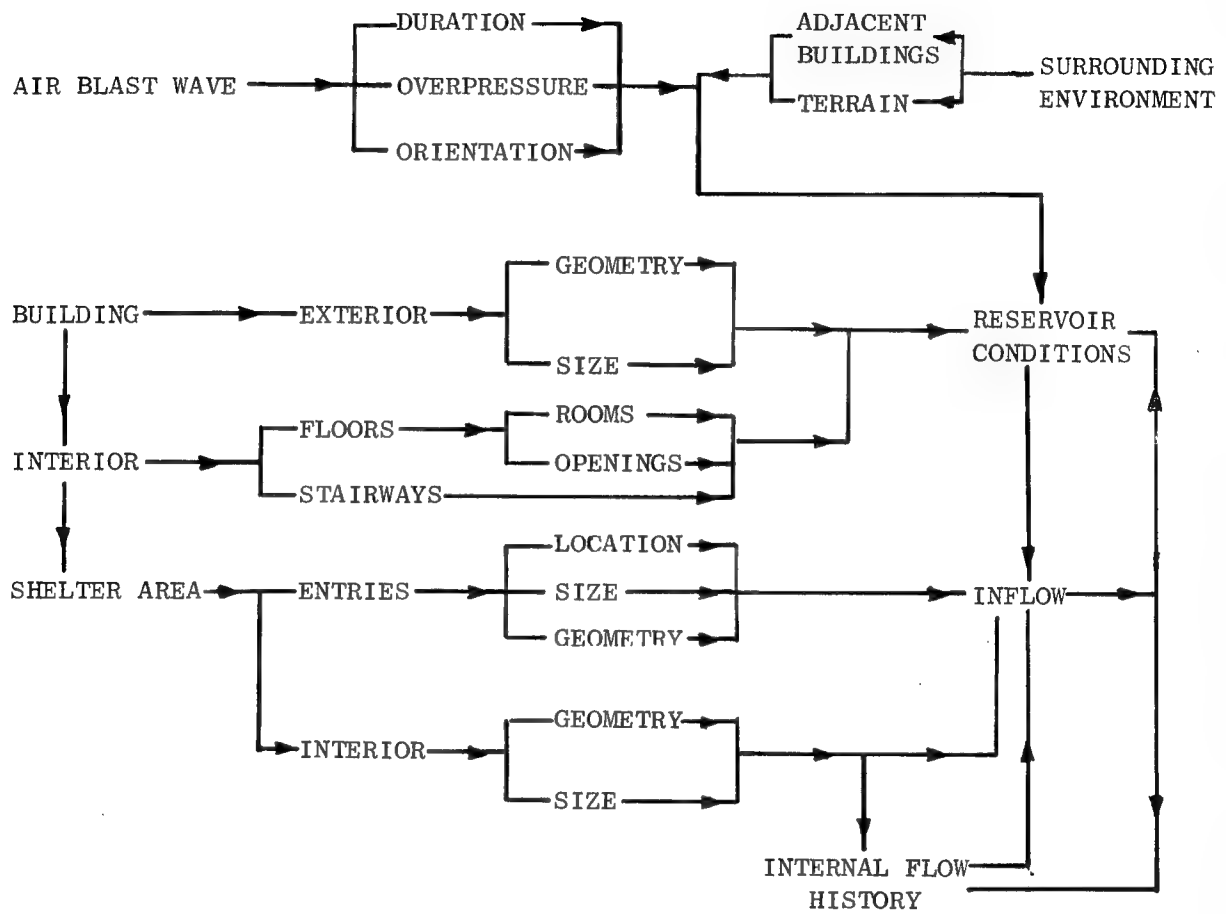 DURATION
AIR BLAST WAVE
OVERPRESSURE
ORIENTATION
ADJACENT
BUILDINGS
TERRAIN
SURROUNDING
ENVIRONMENT
BUILDING
EXTERIOR
GEOMETRY
SIZE
RESERVOIR
CONDITIONS
INTERIOR
FLOORS
ROOMS
OPENINGS
STAIRWAYS
SHELTER AREA
ENTRIES
LOCATION
SIZE
GEOMETRY
INFLOW
INTERIOR
GEOMETRY
SIZE
INTERNAL FLOW
HISTORY